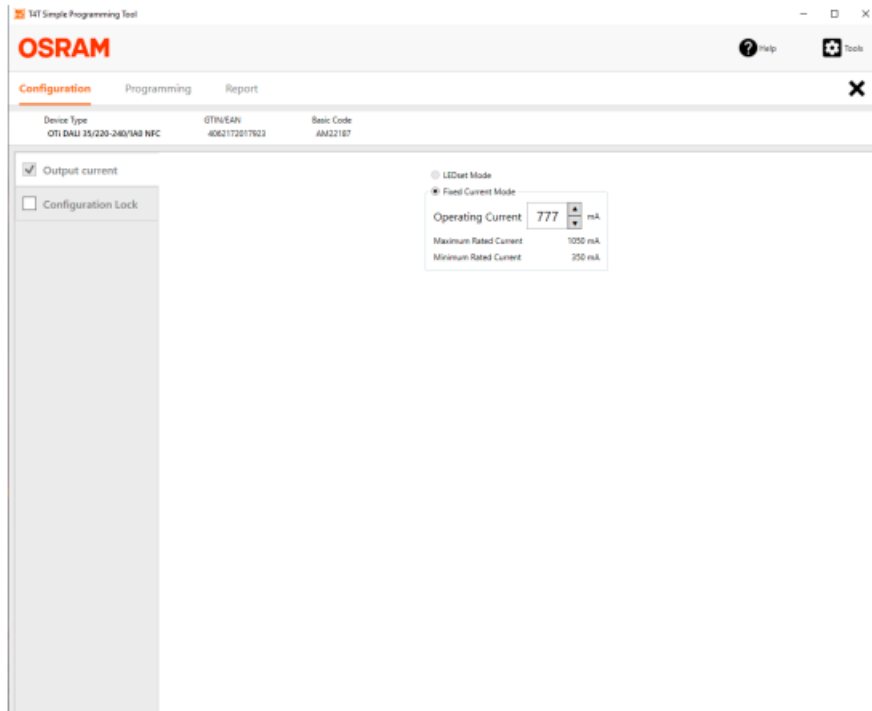 T4T Simple Programming Tool
OSRAM
Help
Tools
Configuration Programming Report
Device Type GTIN/EAN Basic Code
OTi DALI 35/220-240/1A0 NFC 4062172017923 AM22187
Output current
Configuration Lock
LEDset Mode
Fixed Current Mode
Operating Current 777 mA
Maximum Rated Current 1050 mA
Minimum Rated Current 350 mA